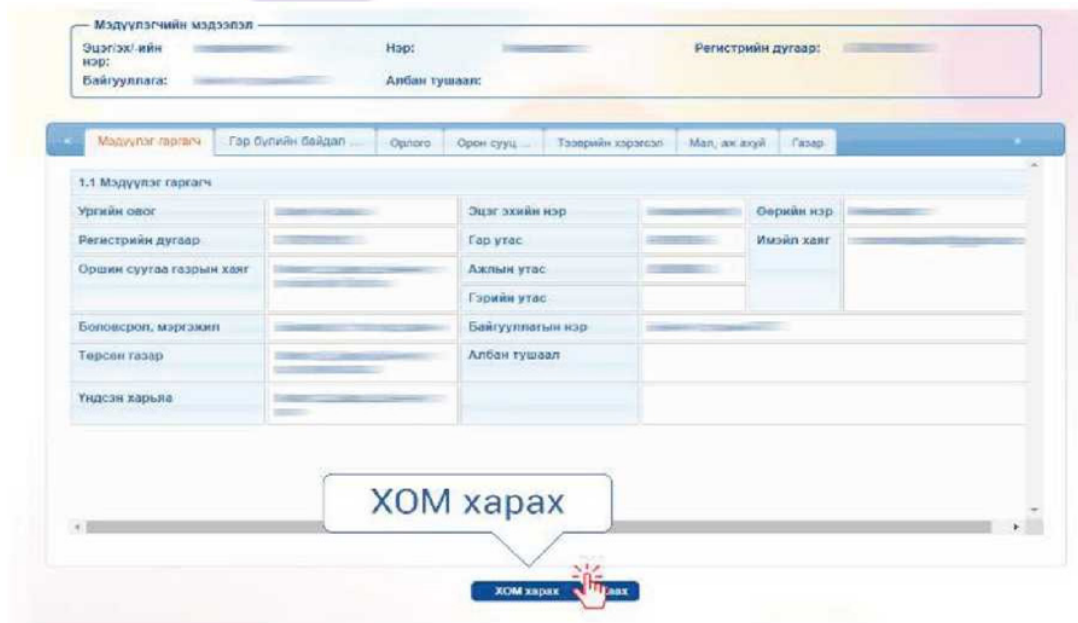 Мэдүүлэгчийн мэдээлэл
Эцэг/эх/-ийн нэр: Нэр: Регистрийн дугаар:
Байгууллага: Албан тушаал:
Мэдүүлэг гаргагч Гэр бүлийн байдал ... Орлого Орон сууц ... Тээврийн хэрэгсэл Мал, аж ахуй Газар
1.1 Мэдүүлэг гаргагч
Ургийн овог Эцэг эхийн нэр Өөрийн нэр
Регистрийн дугаар Гар утас Имэйл хаяг
Оршин суугаа газрын хаяг Ажлын утас
Гэрийн утас
Боловсрол, мэргэжил Байгууллагын нэр
Төрсөн газар Албан тушаал
Үндсэн харьяа
ХОМ харах
ХОМ харах